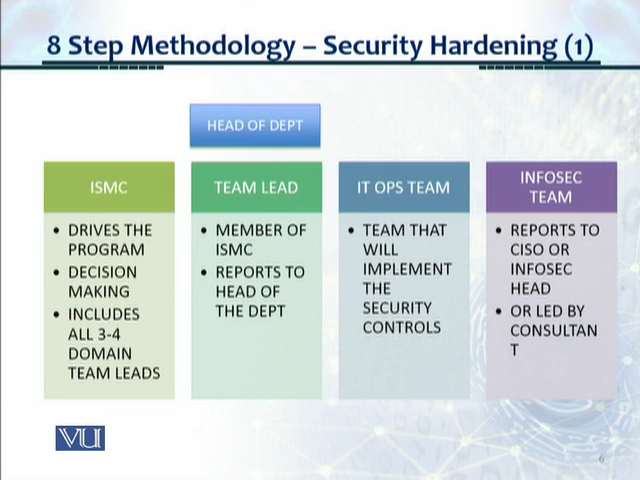 8 Step Methodology – Security Hardening (1)
HEAD OF DEPT
ISMC
• DRIVES THE
PROGRAM
• DECISION
MAKING
• INCLUDES
ALL 3-4
DOMAIN
TEAM LEADS
TEAM LEAD
• MEMBER OF
ISMC
• REPORTS TO
HEAD OF
THE DEPT
IT OPS TEAM
• TEAM THAT
WILL
IMPLEMENT
THE
SECURITY
CONTROLS
INFOSEC
TEAM
• REPORTS TO
CISO OR
INFOSEC
HEAD
• OR LED BY
CONSULTAN
T
VU
6